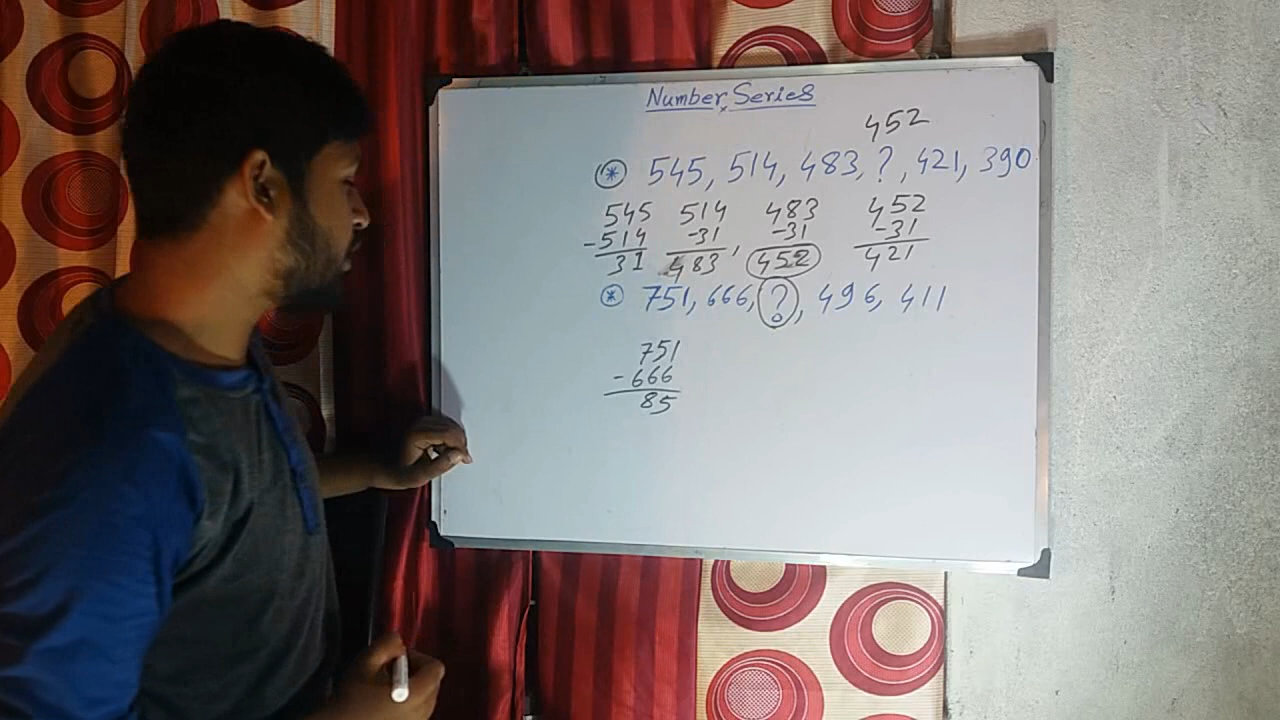 Number Series
452
* 545, 514, 483, ?, 421, 390
545 514 483 452
-514 -31 -31 -31
31 483 , 452 421
* 751, 666, ?, 496, 411
751
-666
85